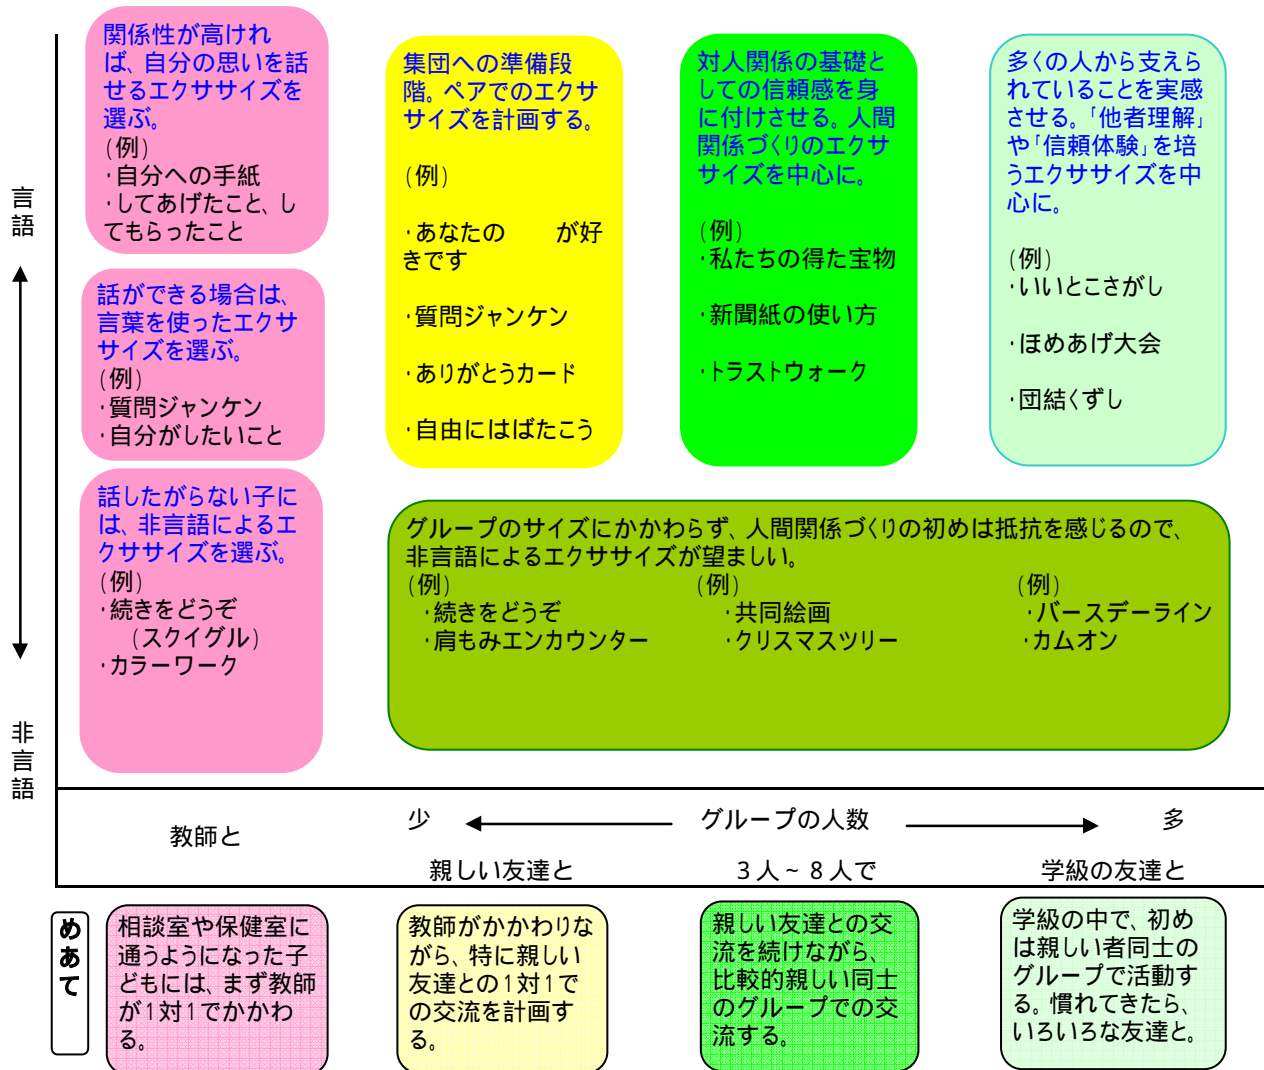 関係性が高けれ
ば、自分の思いを話
せるエクササイズを
選ぶ。
(例)
・自分への手紙
・してあげたこと、し
てもらったこと
話ができる場合は、
言葉を使ったエクサ
サイズを選ぶ。
(例)
・質問ジャンケン
・自分がしたいこと
話したがらない子に
は、非言語によるエ
クササイズを選ぶ。
(例)
・続きをどうぞ
(スクイグル)
・カラーワーク
集団への準備段
階。ペアでのエクサ
サイズを計画する。
(例)
・あなたの　　が好
きです
・質問ジャンケン
・ありがとうカード
・自由にはばたこう
対人関係の基礎と
しての信頼感を身
に付けさせる。人間
関係づくりのエクサ
サイズを中心に。
(例)
・私たちの得た宝物
・新聞紙の使い方
・トラストウォーク
多くの人から支えら
れていることを実感
させる。「他者理解」
や「信頼体験」を培
うエクササイズを中
心に。
(例)
・いいとこさがし
・ほめあげ大会
・団結くずし
グループのサイズにかかわらず、人間関係づくりの初めは抵抗を感じるので、
非言語によるエクササイズが望ましい。
(例)
・続きをどうぞ
・肩もみエンカウンター
(例)
・共同絵画
・クリスマスツリー
(例)
・バースデーライン
・カムオン
言語
非言語
教師と
少 グループの人数 多
親しい友達と 3人~8人で 学級の友達と
めあて
相談室や保健室に
通うようになった子
どもには、まず教師
が1対1でかかわ
る。
教師がかかわりな
がら、特に親しい
友達との1対1で
の交流を計画す
る。
親しい友達との交
流を続けながら、
比較的親しい同士
のグループでの交
流する。
学級の中で、初め
は親しい者同士の
グループで活動す
る。慣れてきたら、
いろいろな友達と。